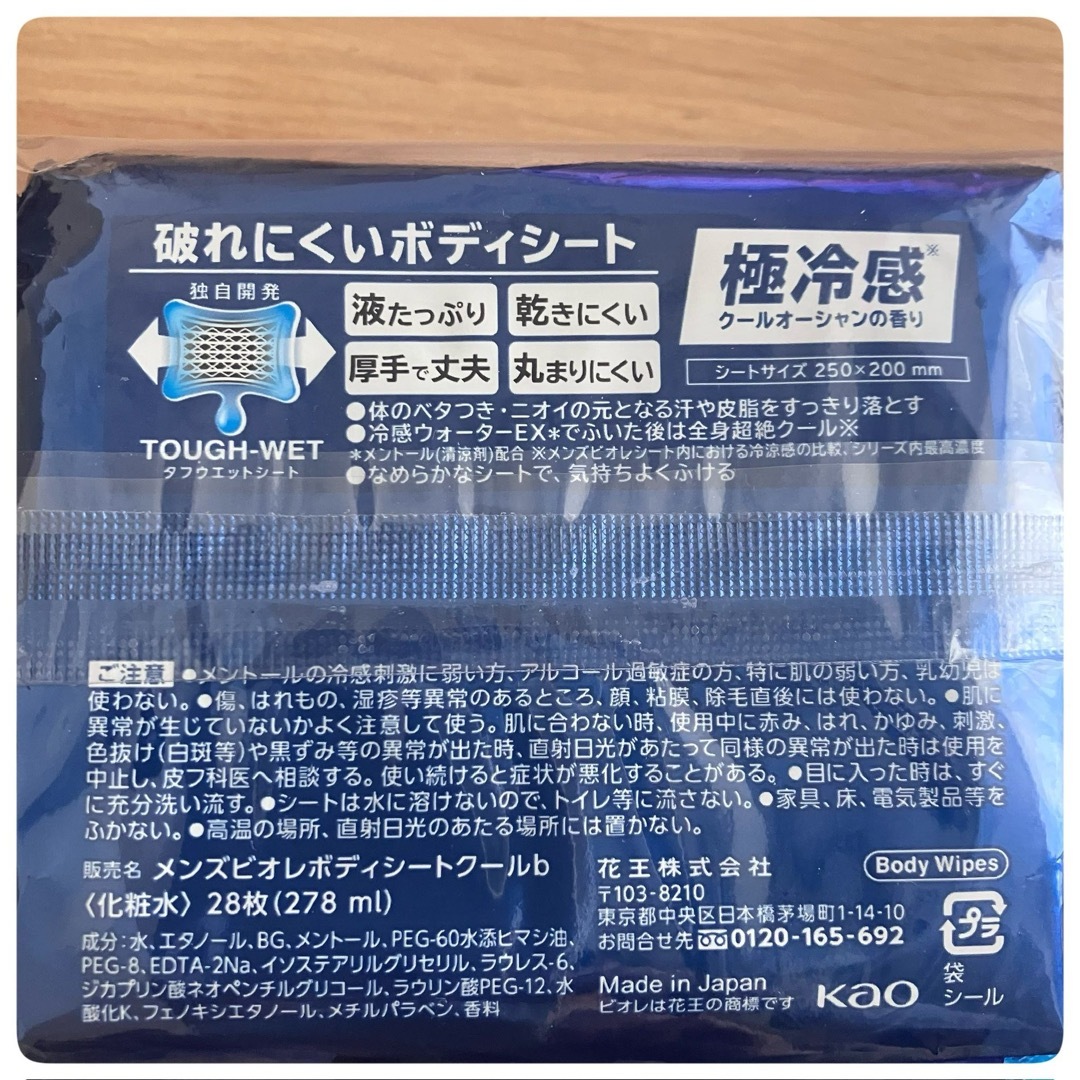 破れにくいボディシート
独自開発
TOUGH-WET
タフウエットシート
液たっぷり
乾きにくい
厚手で丈夫
丸まりにくい
極冷感※
クールオーシャンの香り
シートサイズ 250×200 mm
●体のベタつき・ニオイの元となる汗や皮脂をすっきり落とす
●冷感ウォーターEX*でふいた後は全身超絶クール※
*メントール(清涼剤)配合 ※メンズビオレシート内における冷涼感の比較、シリーズ内最高濃度
●なめらかなシートで、気持ちよくふける
ご注意 ●メントールの冷感刺激に弱い方、アルコール過敏症の方、特に肌の弱い方、乳幼児は
使わない。●傷、はれもの、湿疹等異常のあるところ、顔、粘膜、除毛直後には使わない。●肌に
異常が生じていないかよく注意して使う。肌に合わない時、使用中に赤み、はれ、かゆみ、刺激、
色抜け(白斑等)や黒ずみ等の異常が出た時、直射日光があたって同様の異常が出た時は使用を
中止し、皮フ科医へ相談する。使い続けると症状が悪化することがある。●目に入った時は、すぐ
に充分洗い流す。●シートは水に溶けないので、トイレ等に流さない。●家具、床、電気製品等を
ふかない。●高温の場所、直射日光のあたる場所には置かない。
販売名 メンズビオレボディシートクールb
〈化粧水〉 28枚(278 ml)
成分:水、エタノール、BG、メントール、PEG-60水添ヒマシ油、
PEG-8、EDTA-2Na、イソステアリルグリセリル、ラウレス-6、
ジカプリン酸ネオペンチルグリコール、ラウリン酸PEG-12、水
酸化K、フェノキシエタノール、メチルパラベン、香料
花王株式会社
〒103-8210
東京都中央区日本橋茅場町1-14-10
お問合せ先 0120-165-692
Made in Japan
ビオレは花王の商標です
Kao
Body Wipes
プラ
袋
シール